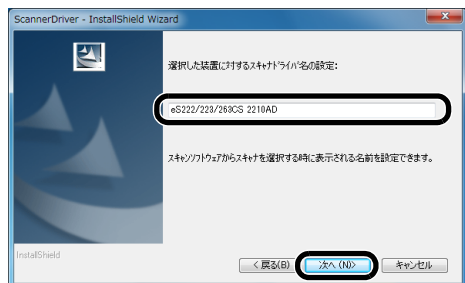 ScannerDriver - InstallShield Wizard
選択した装置に対するスキャナドライバ名の設定:
eS222/223/263CS 2210AD
スキャンソフトウェアからスキャナを選択する時に表示される名前を設定できます。
InstallShield
< 戻る(B)
次へ (N)>
キャンセル